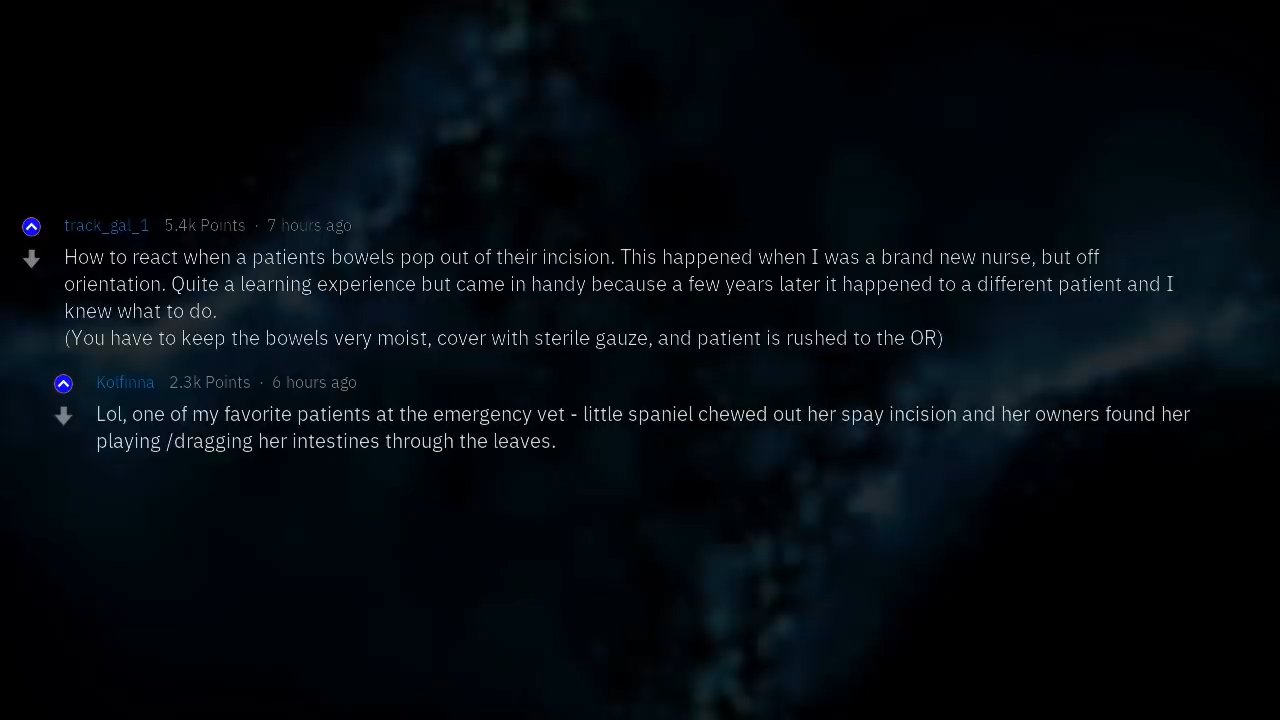 track_gal_1 5.4k Points · 7 hours ago
How to react when a patients bowels pop out of their incision. This happened when I was a brand new nurse, but off
orientation. Quite a learning experience but came in handy because a few years later it happened to a different patient and I
knew what to do.
(You have to keep the bowels very moist, cover with sterile gauze, and patient is rushed to the OR)
Kolfinna 2.3k Points · 6 hours ago
Lol, one of my favorite patients at the emergency vet - little spaniel chewed out her spay incision and her owners found her
playing /dragging her intestines through the leaves.